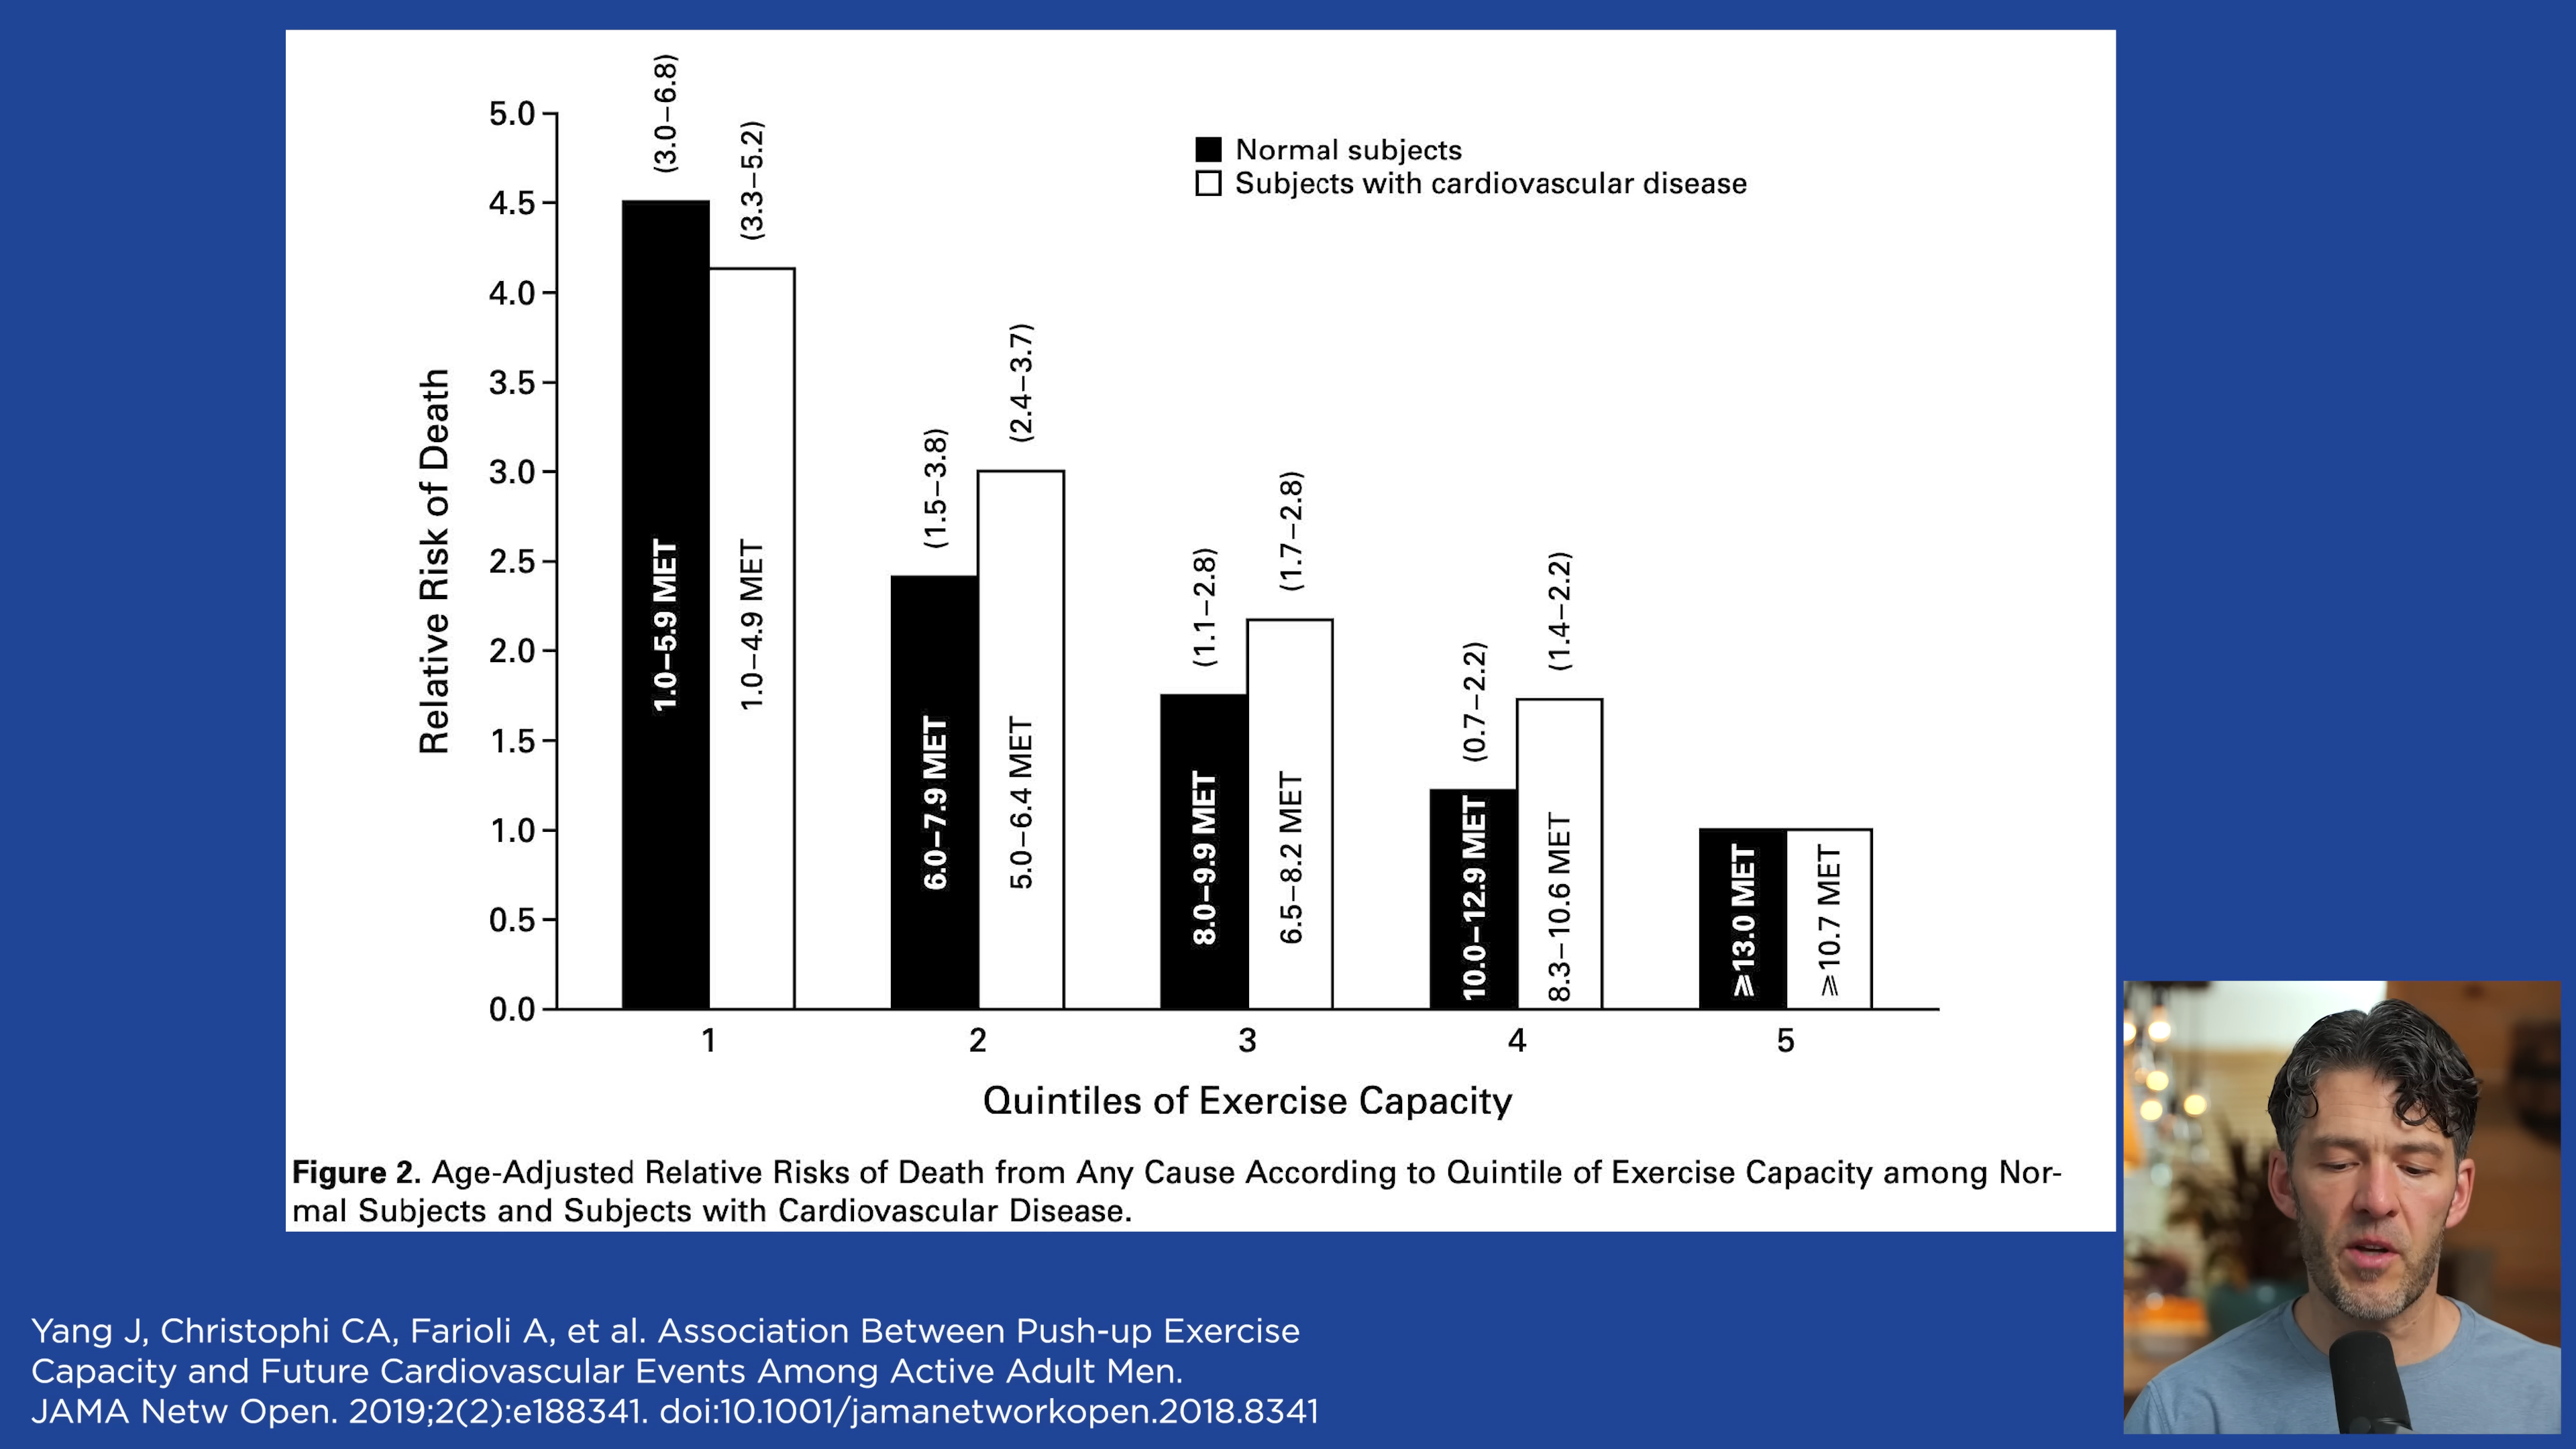 (3.0–6.8)
(3.3–5.2)
5.0
4.5
4.0
3.5
3.0
2.5
2.0
1.5
1.0
0.5
0.0
Relative Risk of Death
Normal subjects
Subjects with cardiovascular disease
1.0–5.9 MET
1.0–4.9 MET
(1.5–3.8)
(2.4–3.7)
6.0–7.9 MET
5.0–6.4 MET
(1.1–2.8)
(1.7–2.8)
8.0–9.9 MET
6.5–8.2 MET
(0.7–2.2)
(1.4–2.2)
10.0–12.9 MET
8.3–10.6 MET
⩾13.0 MET
⩾10.7 MET
1 2 3 4 5
Quintiles of Exercise Capacity
Figure 2. Age-Adjusted Relative Risks of Death from Any Cause According to Quintile of Exercise Capacity among Nor-
mal Subjects and Subjects with Cardiovascular Disease.
Yang J, Christophi CA, Farioli A, et al. Association Between Push-up Exercise
Capacity and Future Cardiovascular Events Among Active Adult Men.
JAMA Netw Open. 2019;2(2):e188341. doi:10.1001/jamanetworkopen.2018.8341